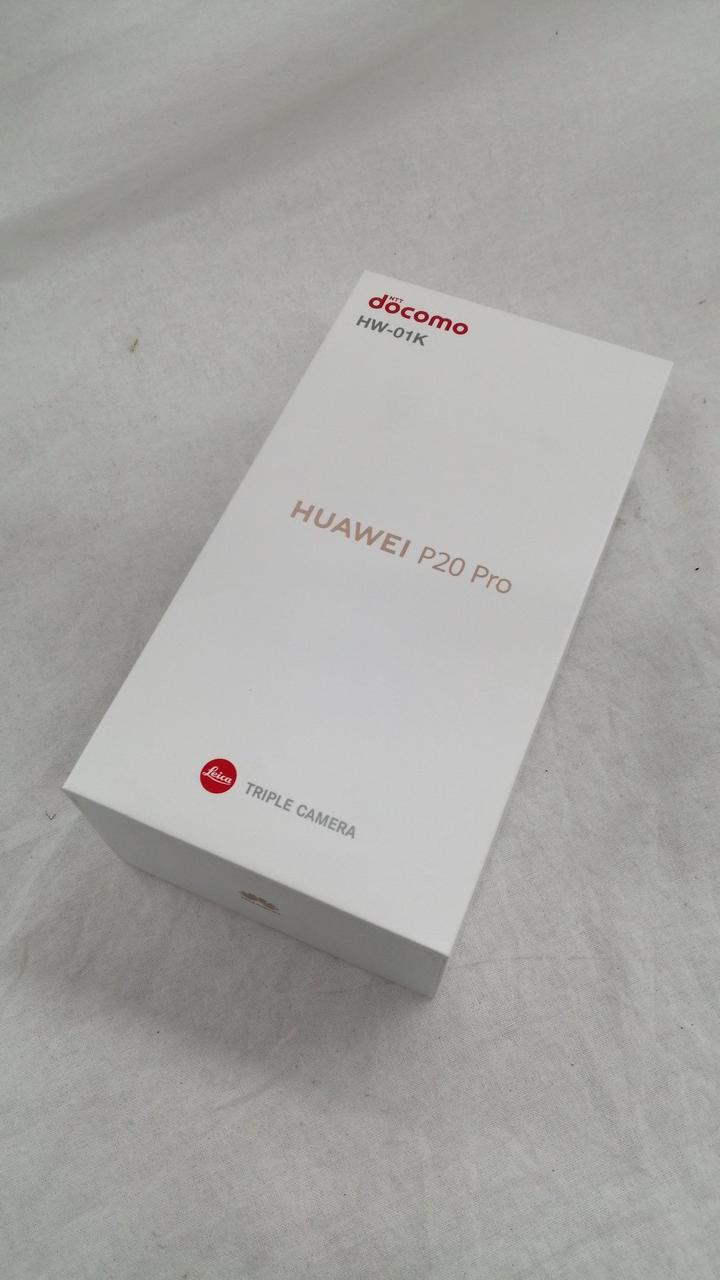 NTT
docomo
HW-01K
HUAWEI P20 Pro
Leica
TRIPLE CAMERA